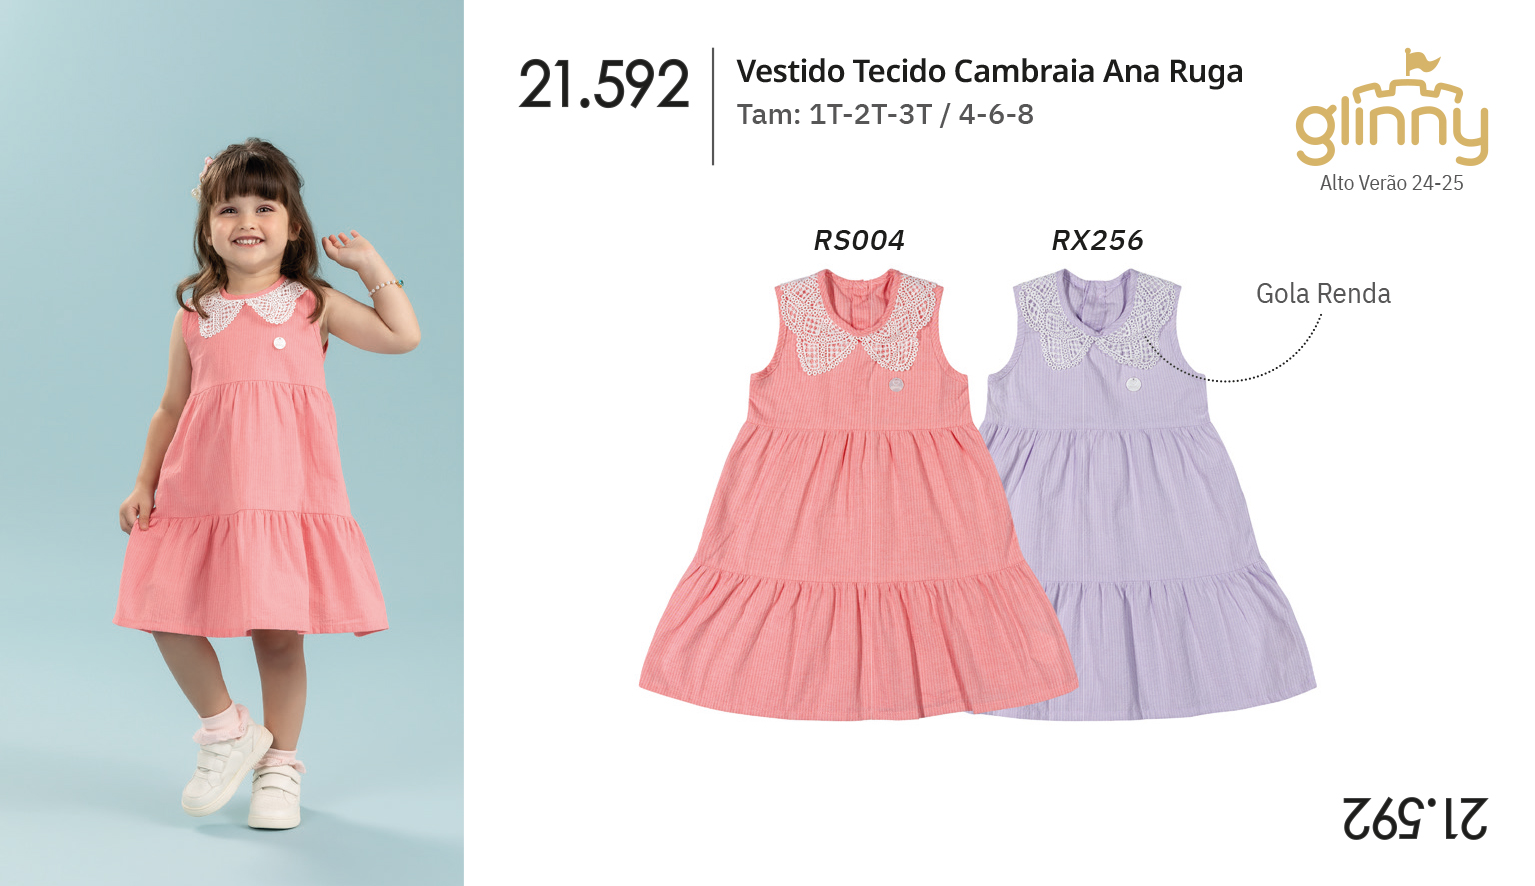 21.592
Vestido Tecido Cambraia Ana Ruga
Tam: 1T-2T-3T / 4-6-8
glinny
Alto Verão 24-25
RS004
RX256
Gola Renda
21.592